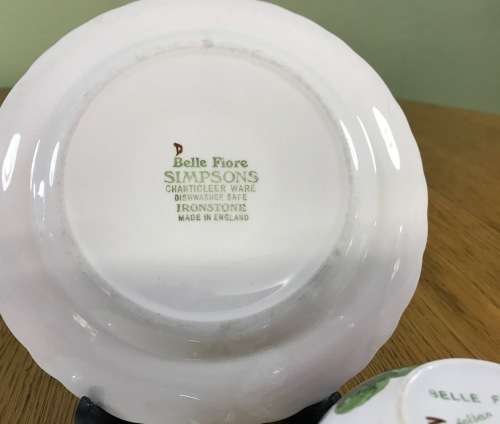 D
Belle Fiore
SIMPSONS
CHANTICLEER WARE
DISHWASHER SAFE
IRONSTONE
MADE IN ENGLAND
BELLE F